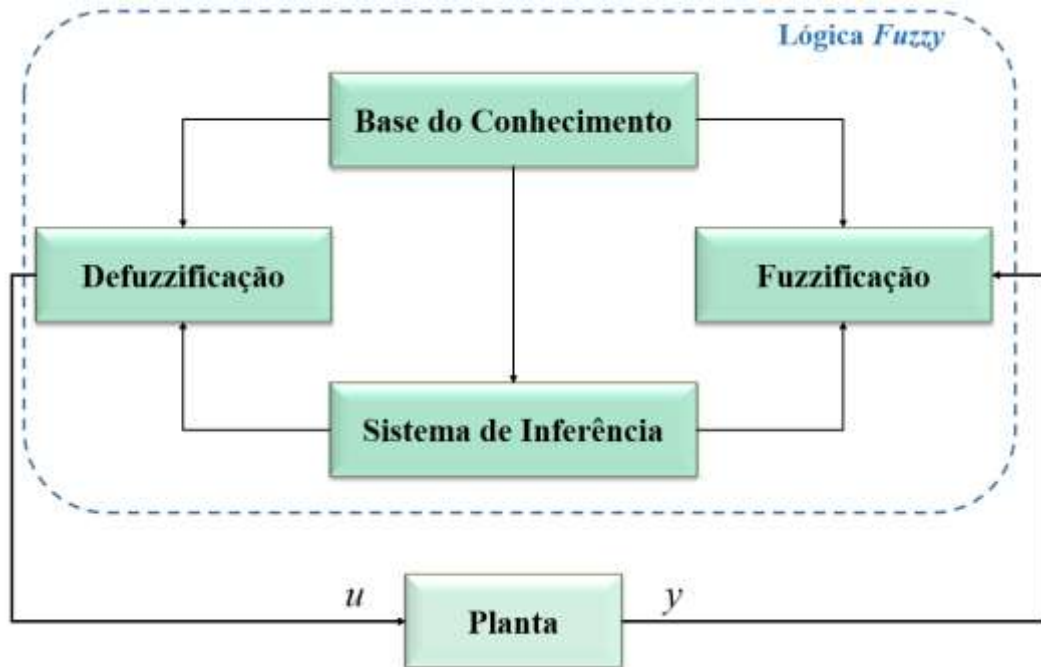 Lógica Fuzzy
Base do Conhecimento
Defuzzificação
Fuzzificação
Sistema de Inferência
u
y
Planta